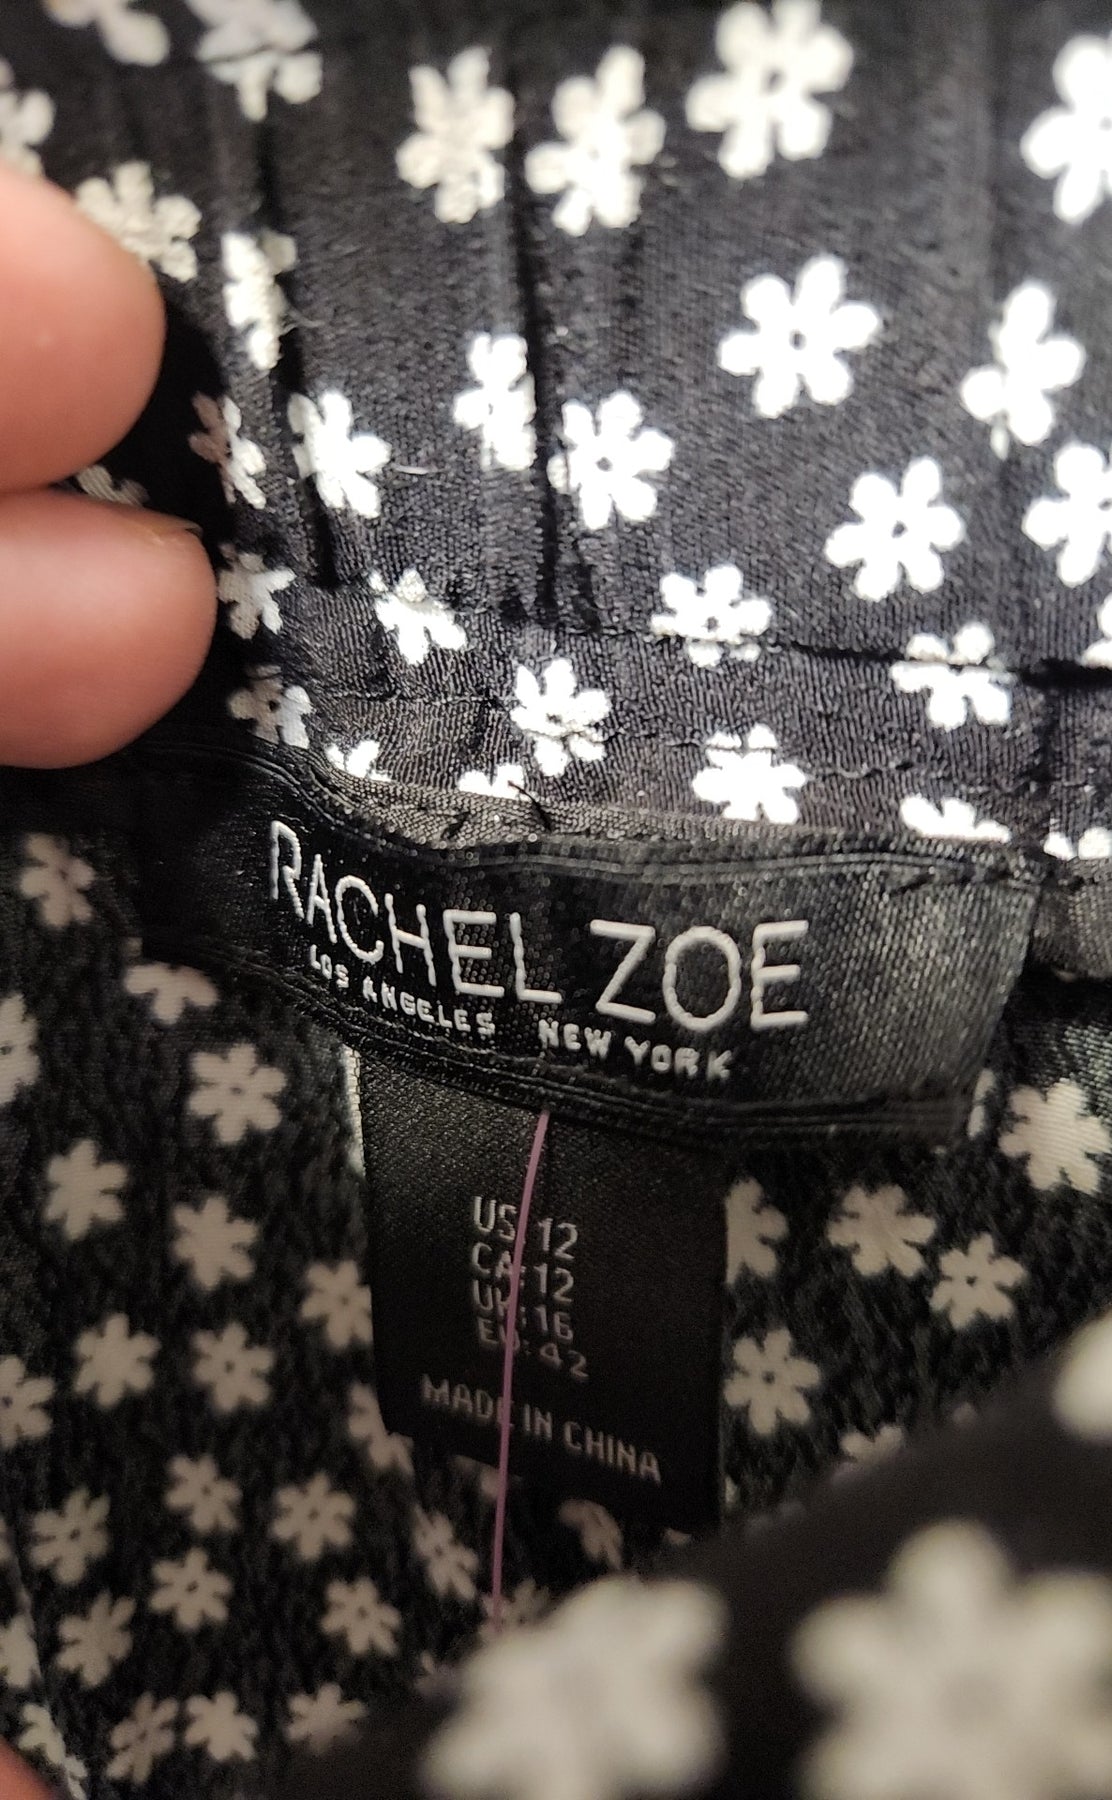 RACHEL ZOE
LOS ANGELES NEW YORK
US: 12
CA: 12
UK: 16
EU: 42
MADE IN CHINA